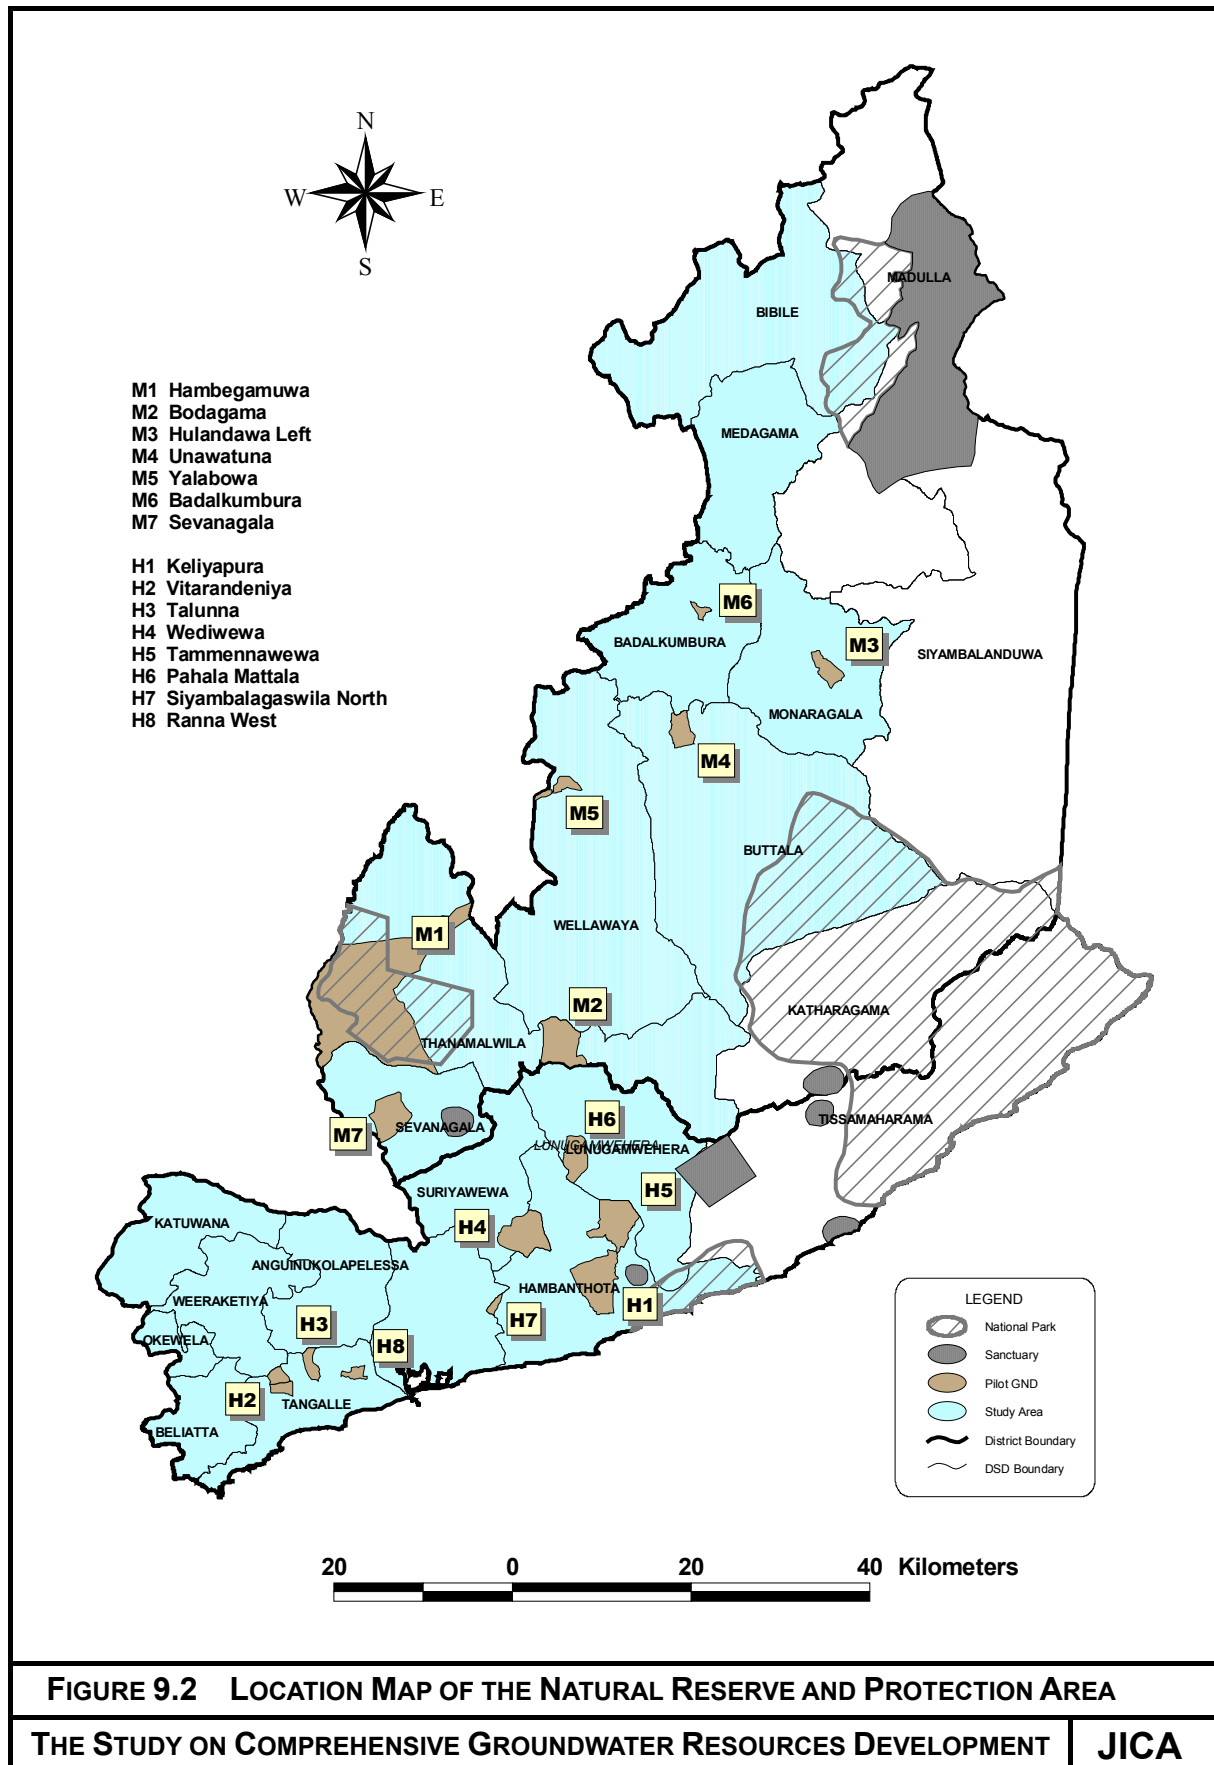 N
W E
S
MADULLA
BIBILE
M1 Hambegamuwa
M2 Bodagama
M3 Hulandawa Left
M4 Unawatuna
M5 Yalabowa
M6 Badalkumbura
M7 Sevanagala
H1 Keliyapura
H2 Vitarandeniya
H3 Talunna
H4 Wediwewa
H5 Tammennawewa
H6 Pahala Mattala
H7 Siyambalagaswila North
H8 Ranna West
MEDAGAMA
M6
BADALKUMBURA
M3
SIYAMBALANDUWA
MONARAGALA
M4
M5
BUTTALA
WELLAWAYA
M1
M2
KATHARAGAMA
THANAMALWILA
H6
TISSAMAHARAMA
M7
SEVANAGALA
LUNUGAMWEHERA
LUNUGAMWEHERA
H5
SURIYAWEWA
H4
KATUWANA
ANGUINUKOLAPELESSA
HAMBANTHOTA
WEERAKETIYA
H1
H7
H3
OKEWELA
H8
H2
TANGALLE
BELIATTA
LEGEND
National Park
Sanctuary
Pilot GND
Study Area
District Boundary
DSD Boundary
20 0 20 40 Kilometers
FIGURE 9.2 LOCATION MAP OF THE NATURAL RESERVE AND PROTECTION AREA
THE STUDY ON COMPREHENSIVE GROUNDWATER RESOURCES DEVELOPMENT JICA